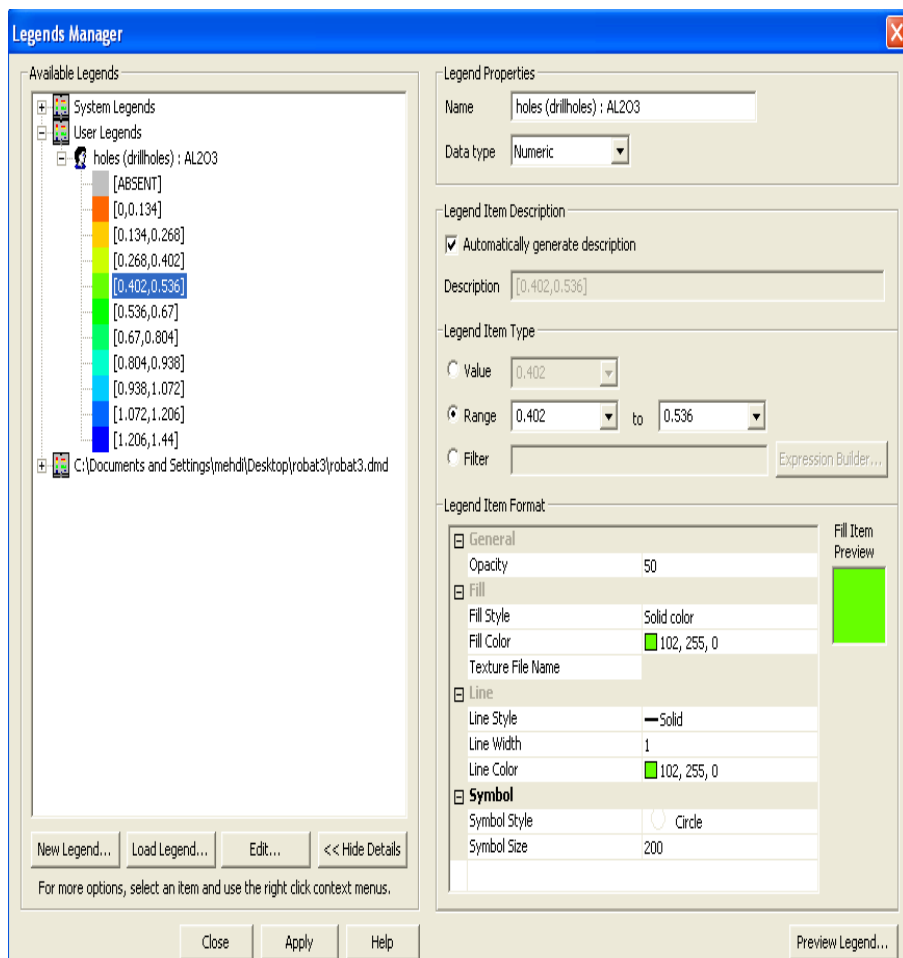 Legends Manager
Available Legends
System Legends
User Legends
holes (drillholes) : AL2O3
[ABSENT]
[0,0.134]
[0.134,0.268]
[0.268,0.402]
[0.402,0.536]
[0.536,0.67]
[0.67,0.804]
[0.804,0.938]
[0.938,1.072]
[1.072,1.206]
[1.206,1.44]
C:\Documents and Settings\mehdi\Desktop\robat3\robat3.dmd
New Legend... Load Legend... Edit... << Hide Details
For more options, select an item and use the right click context menus.
Legend Properties
Name holes (drillholes) : AL2O3
Data type Numeric
Legend Item Description
Automatically generate description
Description [0.402,0.536]
Legend Item Type
Value 0.402
Range 0.402 to 0.536
Filter Expression Builder...
Legend Item Format
General
Opacity 50
Fill
Fill Style Solid color
Fill Color 102, 255, 0
Texture File Name
Line
Line Style Solid
Line Width 1
Line Color 102, 255, 0
Symbol
Symbol Style Circle
Symbol Size 200
Fill Item
Preview
Close Apply Help Preview Legend...